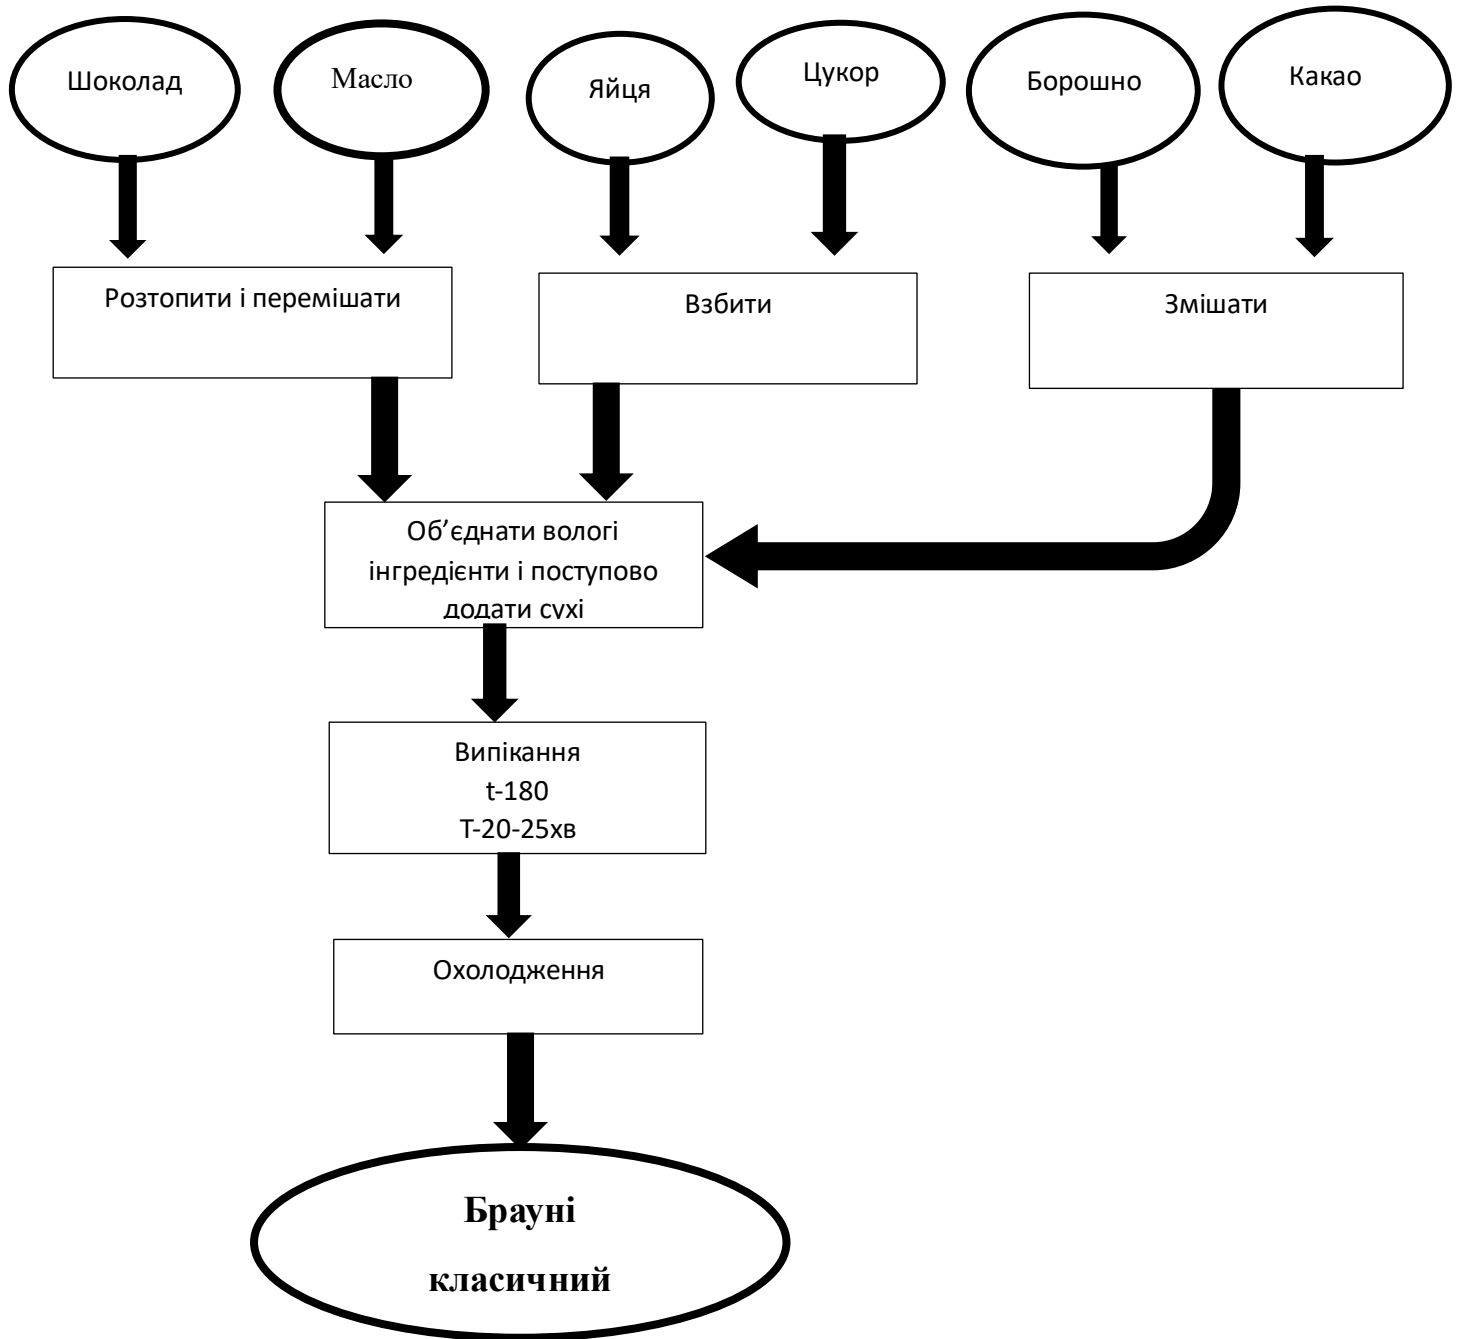 Шоколад
Масло
Яйця
Цукор
Борошно
Какао
Розтопити і перемішати
Взбити
Змішати
Об’єднати вологі
інгредієнти і поступово
додати сухі
Випікання
t-180
Т-20-25хв
Охолодження
Брауні
класичний